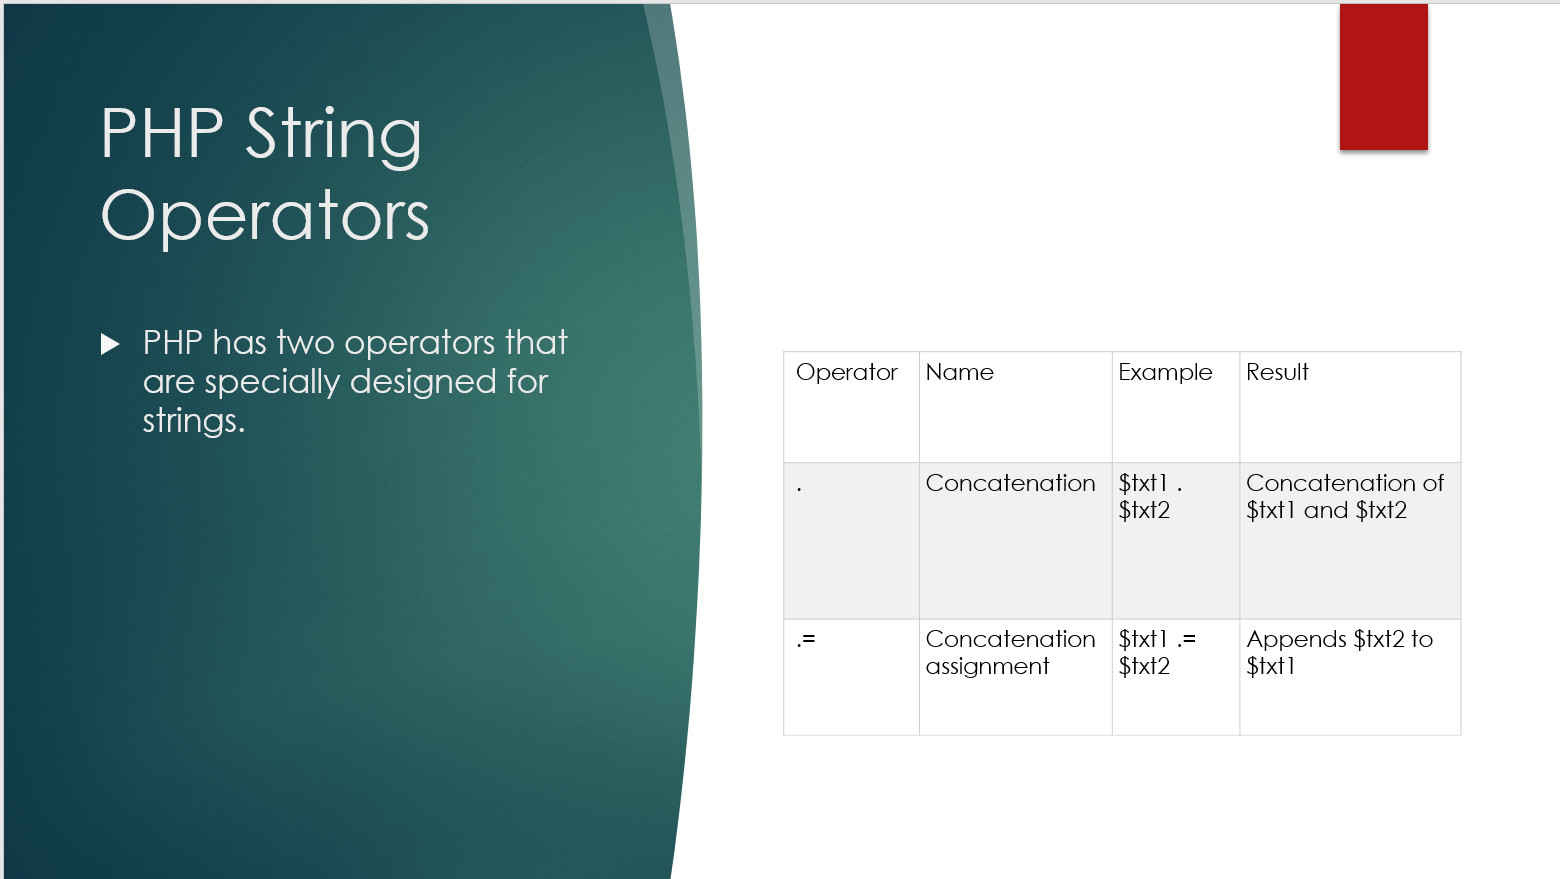 PHP String
Operators
PHP has two operators that
are specially designed for
strings.
Operator Name Example Result
. Concatenation $txt1 . Concatenation of
$txt2 $txt1 and $txt2
.= Concatenation $txt1 .= Appends $txt2 to
assignment $txt2 $txt1